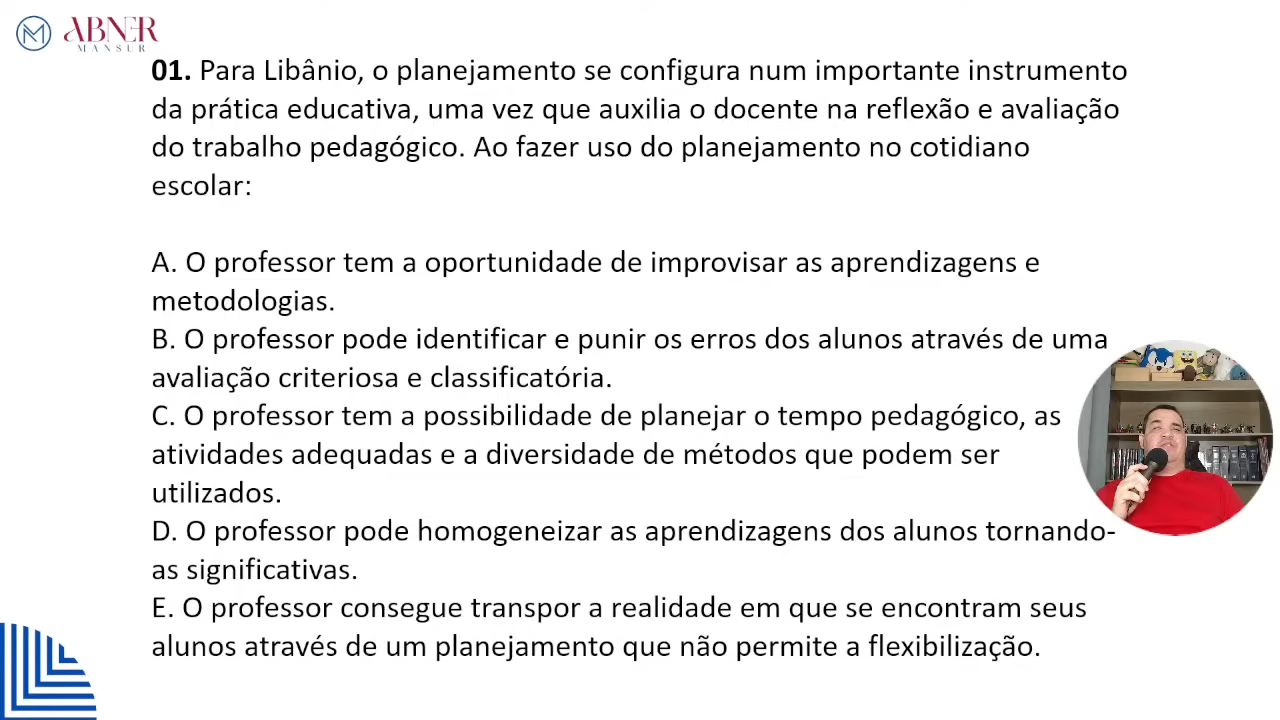 ABNER
MANSUR
01. Para Libânio, o planejamento se configura num importante instrumento
da prática educativa, uma vez que auxilia o docente na reflexão e avaliação
do trabalho pedagógico. Ao fazer uso do planejamento no cotidiano
escolar:
A. O professor tem a oportunidade de improvisar as aprendizagens e
metodologias.
B. O professor pode identificar e punir os erros dos alunos através de uma
avaliação criteriosa e classificatória.
C. O professor tem a possibilidade de planejar o tempo pedagógico, as
atividades adequadas e a diversidade de métodos que podem ser
utilizados.
D. O professor pode homogeneizar as aprendizagens dos alunos tornando-
as significativas.
E. O professor consegue transpor a realidade em que se encontram seus
alunos através de um planejamento que não permite a flexibilização.